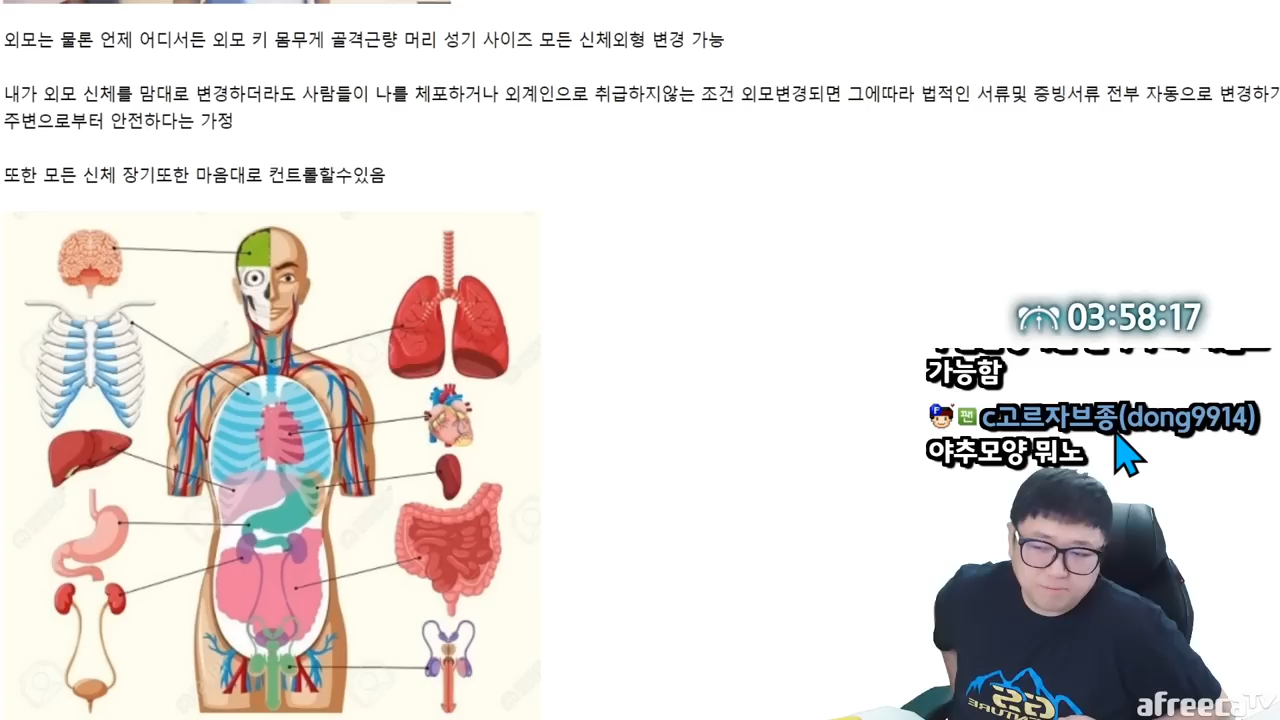 외모는 물론 언제 어디서든 외모 키 몸무게 골격근량 머리 성기 사이즈 모든 신체외형 변경 가능
내가 외모 신체를 맘대로 변경하더라도 사람들이 나를 체포하거나 외계인으로 취급하지않는 조건 외모변경되면 그에따라 법적인 서류및 증빙서류 전부 자동으로 변경하기
주변으로부터 안전하다는 가정
또한 모든 신체 장기또한 마음대로 컨트롤할수있음
03:58:17
가능함
F 팬 c고르자브종(dong9914)
야추모양 뭐노
afreecaTV